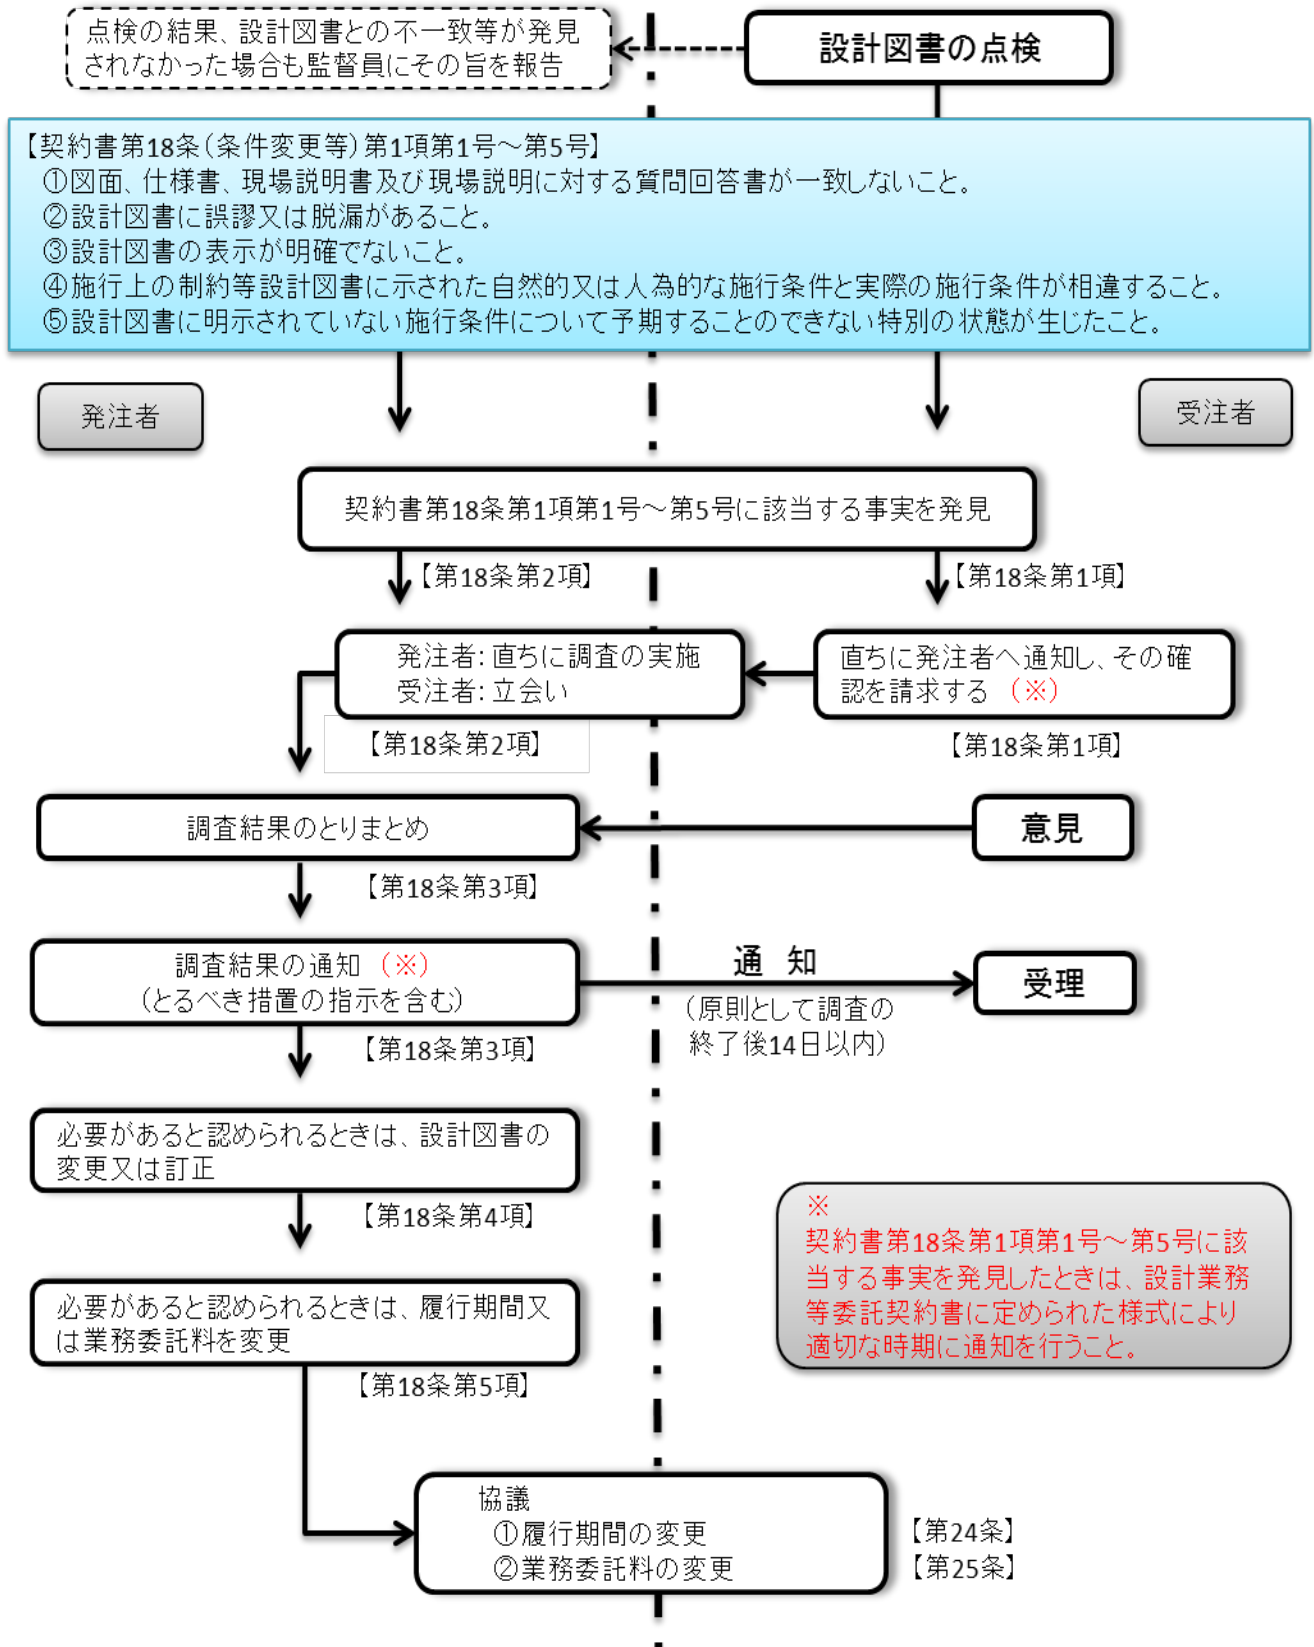 点検の結果、設計図書との不一致等が発見
されなかった場合も監督員にその旨を報告
設計図書の点検
【契約書第18条(条件変更等)第1項第1号～第5号】
①図面、仕様書、現場説明書及び現場説明に対する質問回答書が一致しないこと。
②設計図書に誤謬又は脱漏があること。
③設計図書の表示が明確でないこと。
④施行上の制約等設計図書に示された自然的又は人為的な施行条件と実際の施行条件が相違すること。
⑤設計図書に明示されていない施行条件について予期することのできない特別の状態が生じたこと。
発注者
受注者
契約書第18条第1項第1号～第5号に該当する事実を発見
【第18条第2項】
【第18条第1項】
発注者:直ちに調査の実施
受注者:立会い
直ちに発注者へ通知し、その確
認を請求する（※）
【第18条第2項】
【第18条第1項】
調査結果のとりまとめ
意見
【第18条第3項】
調査結果の通知（※）
(とるべき措置の指示を含む)
通　知
(原則として調査の
終了後14日以内)
受理
【第18条第3項】
必要があると認められるときは、設計図書の
変更又は訂正
【第18条第4項】
※
契約書第18条第1項第1号～第5号に該
当する事実を発見したときは、設計業務
等委託契約書に定められた様式により
適切な時期に通知を行うこと。
必要があると認められるときは、履行期間又
は業務委託料を変更
【第18条第5項】
協議
①履行期間の変更
②業務委託料の変更
【第24条】
【第25条】